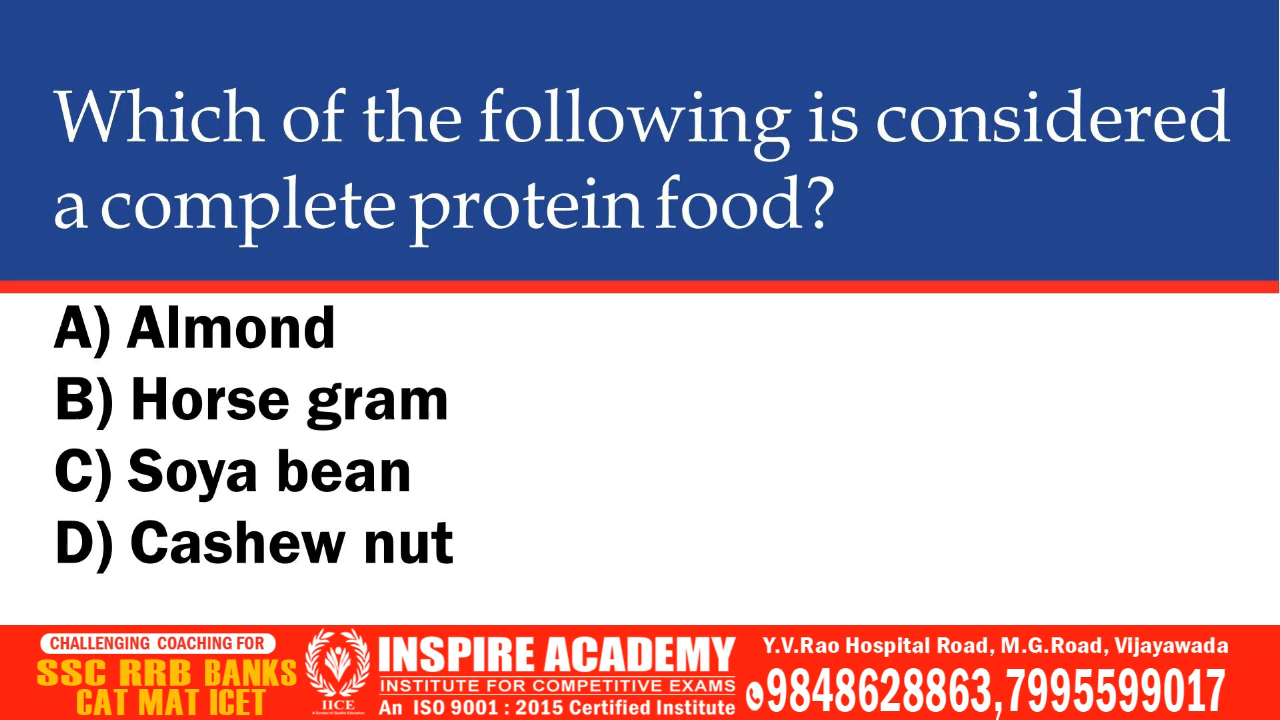 Which of the following is considered
a complete protein food?
A) Almond
B) Horse gram
C) Soya bean
D) Cashew nut
CHALLENGING COACHING FOR
SSC RRB BANKS
CAT MAT ICET
IICE
INSPIRE ACADEMY
INSTITUTE FOR COMPETITIVE EXAMS
An ISO 9001 : 2015 Certified Institute
Y.V.Rao Hospital Road, M.G.Road, Vijayawada
9848628863,7995599017